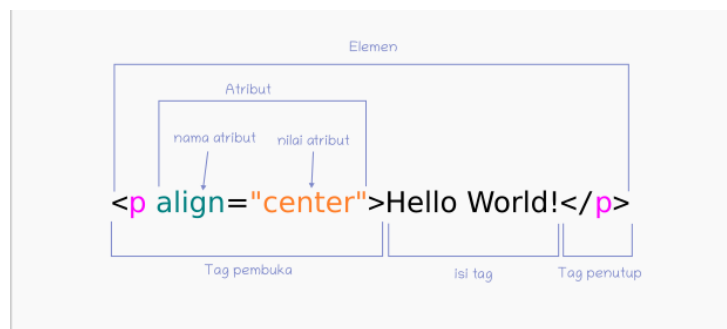 Elemen
Atribut
nama atribut nilai atribut
<p align="center">Hello World!</p>
Tag pembuka isi tag Tag penutup